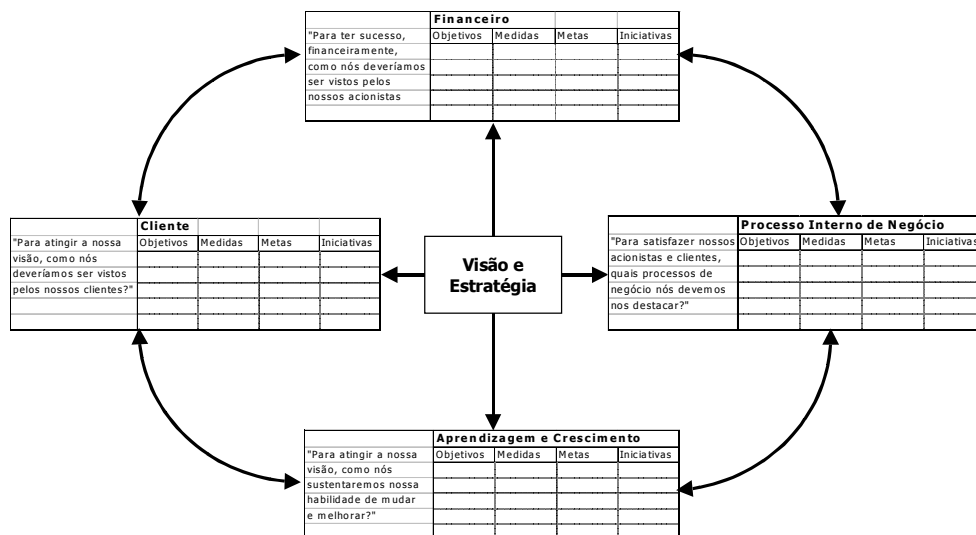 Financeiro
"Para ter sucesso, Objetivos Medidas Metas Iniciativas
financeiramente,
como nós deveríamos
ser vistos pelos
nossos acionistas
Cliente
"Para atingir a nossa Objetivos Medidas Metas Iniciativas
visão, como nós
deveríamos ser vistos
pelos nossos clientes?"
Visão e
Estratégia
Processo Interno de Negócio
"Para satisfazer nossos Objetivos Medidas Metas Iniciativas
acionistas e clientes,
quais processos de
negócio nós devemos
nos destacar?"
Aprendizagem e Crescimento
"Para atingir a nossa Objetivos Medidas Metas Iniciativas
visão, como nós
sustentaremos nossa
habilidade de mudar
e melhorar?"